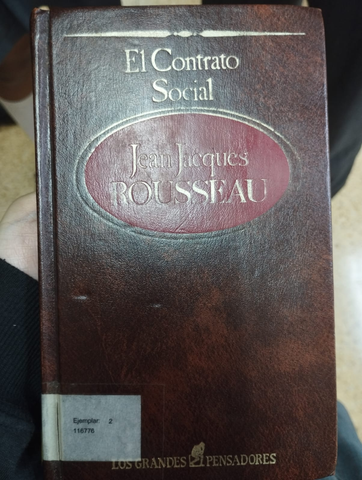 El Contrato
Social
Jean Jacques
ROUSSEAU
Ejemplar: 2
116776
LOS GRANDES PENSADORES